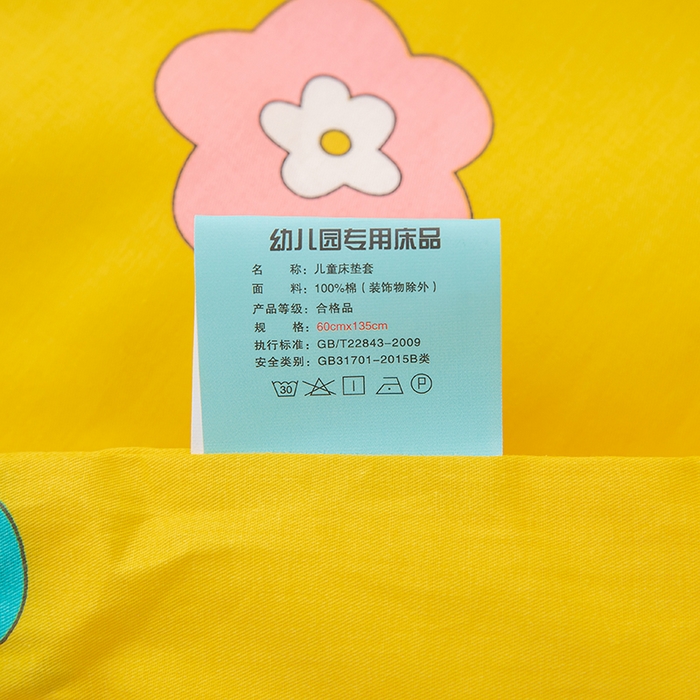 幼儿园专用床品
名 称：儿童床垫套
面 料：100%棉（装饰物除外）
产品等级：合格品
规 格：60cmx135cm
执行标准：GB/T22843-2009
安全类别：GB31701-2015B类
30 P